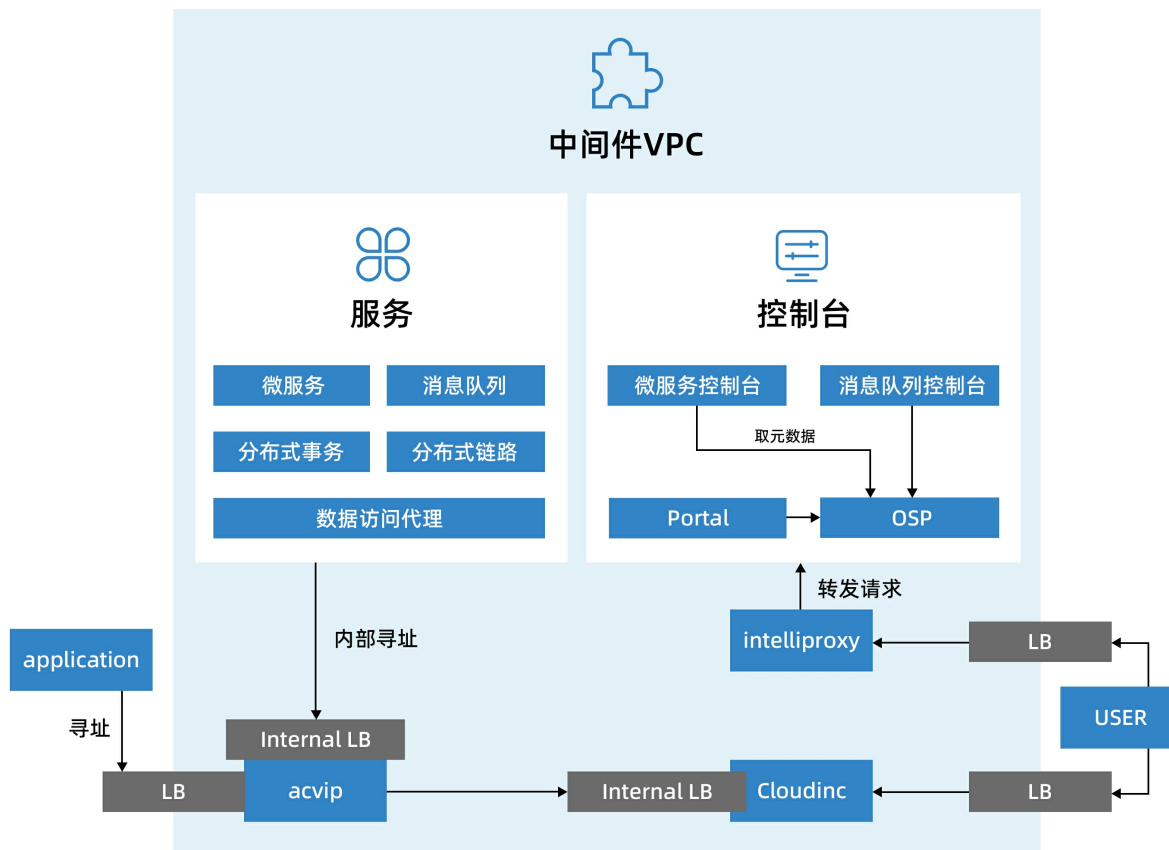 中间件VPC
服务
微服务
消息队列
分布式事务
分布式链路
数据访问代理
控制台
微服务控制台
消息队列控制台
取元数据
Portal
OSP
转发请求
内部寻址
application
寻址
intelliproxy
LB
USER
Internal LB
LB
acvip
Internal LB
Cloudinc
LB